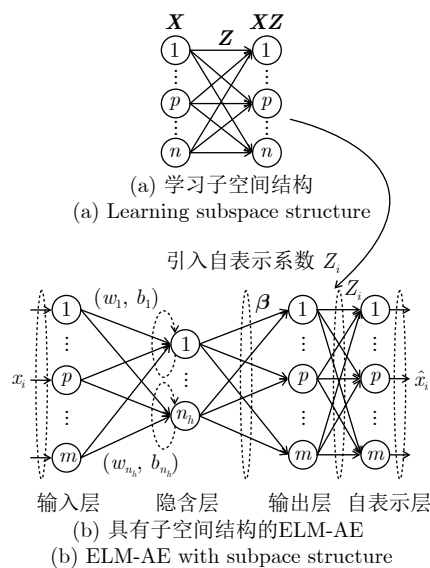 X XZ
Z
1 1
p p
n n
(a) 学习子空间结构
(a) Learning subspace structure
引入自表示系数 Z_i
(w_1, b_1) β Z_i
1 1 1 1
x_i p p p x̂_i
n_h
m m m
(w_{n_h}, b_{n_h})
输入层 隐含层 输出层 自表示层
(b) 具有子空间结构的ELM-AE
(b) ELM-AE with subpace structure